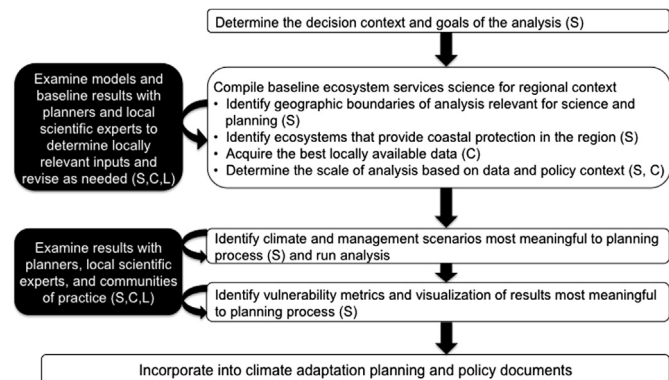 Determine the decision context and goals of the analysis (S)
Examine models and
baseline results with
planners and local
scientific experts to
determine locally
relevant inputs and
revise as needed (S,C,L)
Compile baseline ecosystem services science for regional context
• Identify geographic boundaries of analysis relevant for science and
planning (S)
• Identify ecosystems that provide coastal protection in the region (S)
• Acquire the best locally available data (C)
• Determine the scale of analysis based on data and policy context (S, C)
Examine results with
planners, local scientific
experts, and communities
of practice (S,C,L)
Identify climate and management scenarios most meaningful to planning
process (S) and run analysis
Identify vulnerability metrics and visualization of results most meaningful
to planning process (S)
Incorporate into climate adaptation planning and policy documents